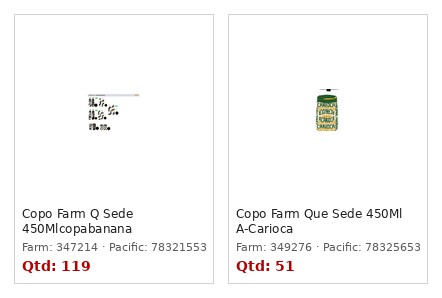 Copo Farm Q Sede
450Mlcopabanana
Farm: 347214 · Pacific: 78321553
Qtd: 119
Copo Farm Que Sede 450Ml
A-Carioca
Farm: 349276 · Pacific: 78325653
Qtd: 51